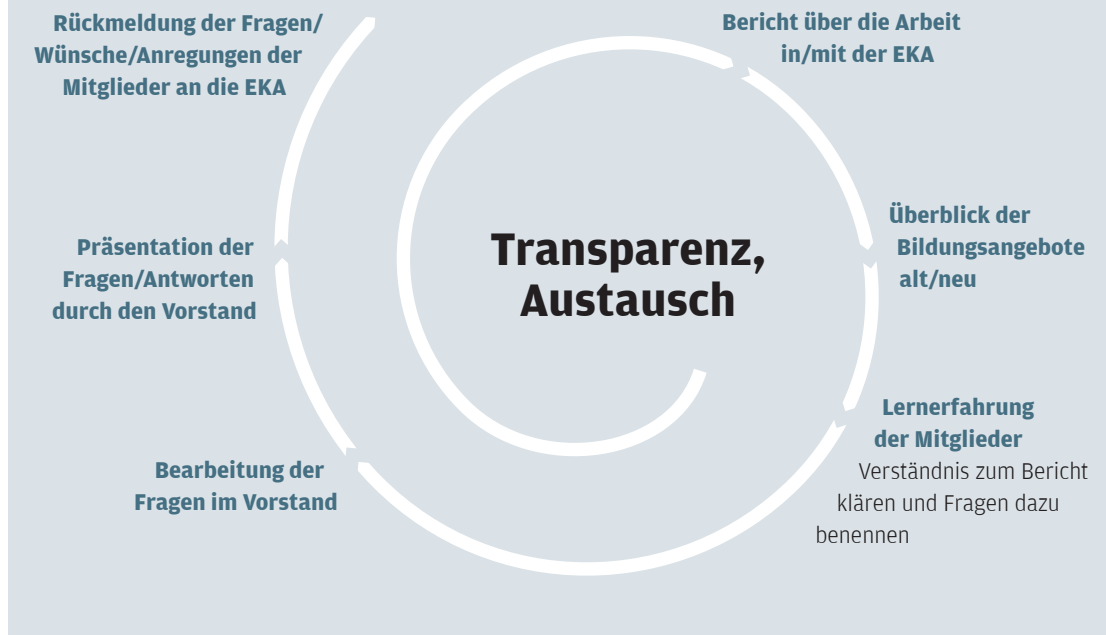 Rückmeldung der Fragen/
Wünsche/Anregungen der
Mitglieder an die EKA
Bericht über die Arbeit
in/mit der EKA
Überblick der
Bildungsangebote
alt/neu
Präsentation der
Fragen/Antworten
durch den Vorstand
Transparenz,
Austausch
Lernerfahrung
der Mitglieder
Verständnis zum Bericht
klären und Fragen dazu
benennen
Bearbeitung der
Fragen im Vorstand